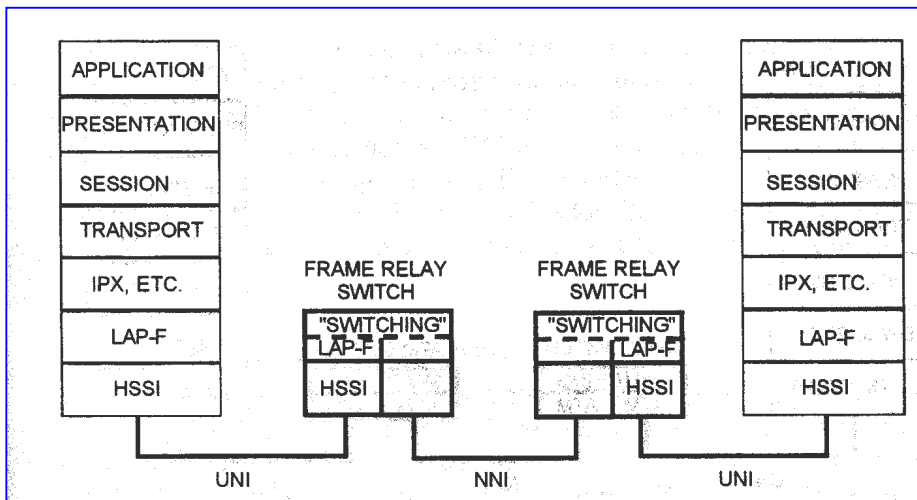 APPLICATION
PRESENTATION
SESSION
TRANSPORT
IPX, ETC.
LAP-F
HSSI
FRAME RELAY
SWITCH
"SWITCHING"
LAP-F
HSSI
FRAME RELAY
SWITCH
"SWITCHING"
LAP-F
HSSI
APPLICATION
PRESENTATION
SESSION
TRANSPORT
IPX, ETC.
LAP-F
HSSI
UNI
NNI
UNI